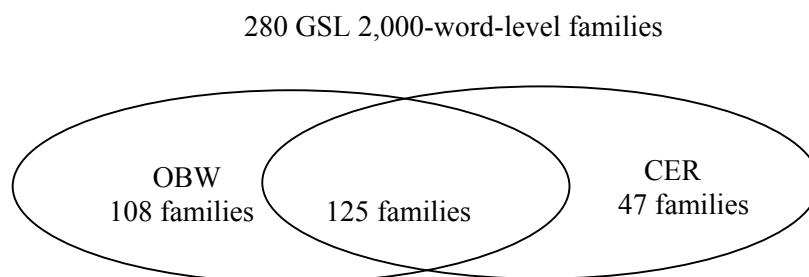 280 GSL 2,000-word-level families
OBW
108 families
125 families
CER
47 families